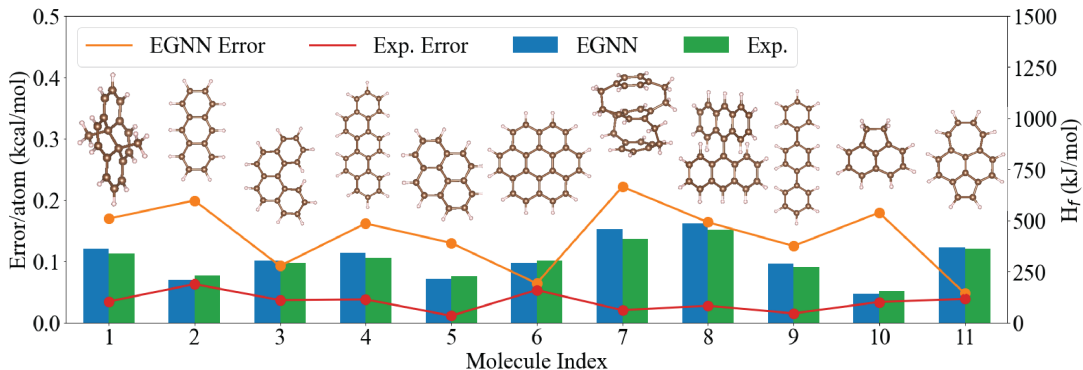 EGNN Error
Exp. Error
EGNN
Exp.
Error/atom (kcal/mol)
0.5
0.4
0.3
0.2
0.1
0.0
1500
1250
1000
750
500
250
0
H_f (kJ/mol)
1 2 3 4 5 6 7 8 9 10 11
Molecule Index